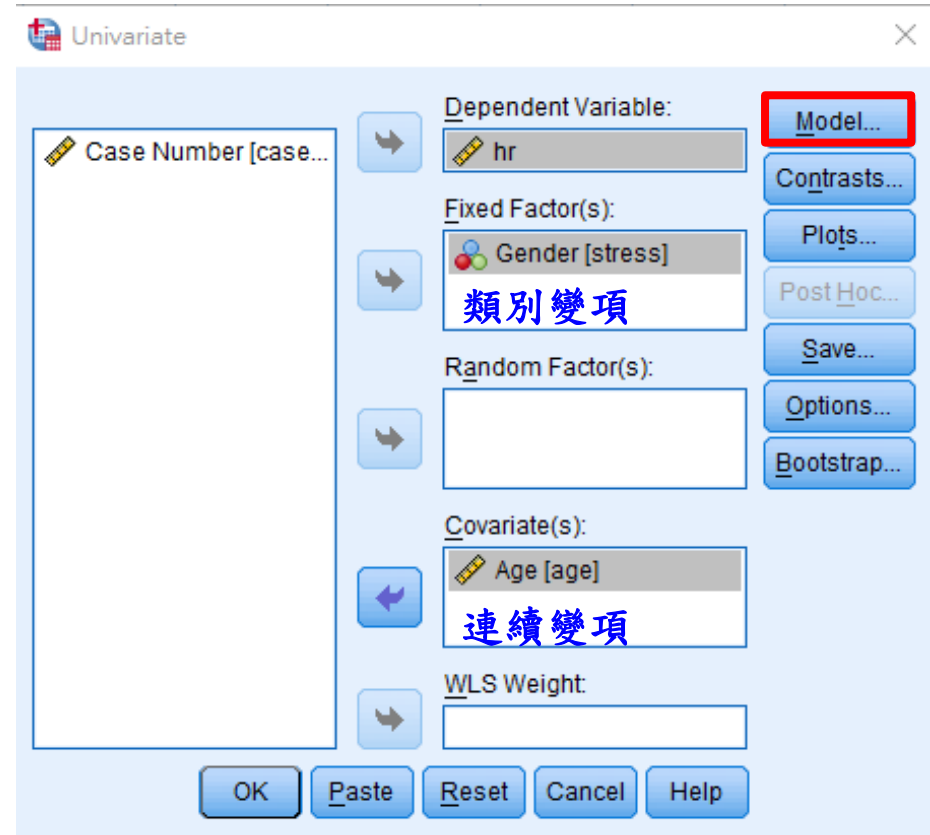 Univariate
Case Number [case...
Dependent Variable:
hr
Fixed Factor(s):
Gender [stress]
類別變項
Random Factor(s):
Covariate(s):
Age [age]
連續變項
WLS Weight:
Model...
Contrasts...
Plots...
Post Hoc...
Save...
Options...
Bootstrap...
OK
Paste
Reset
Cancel
Help